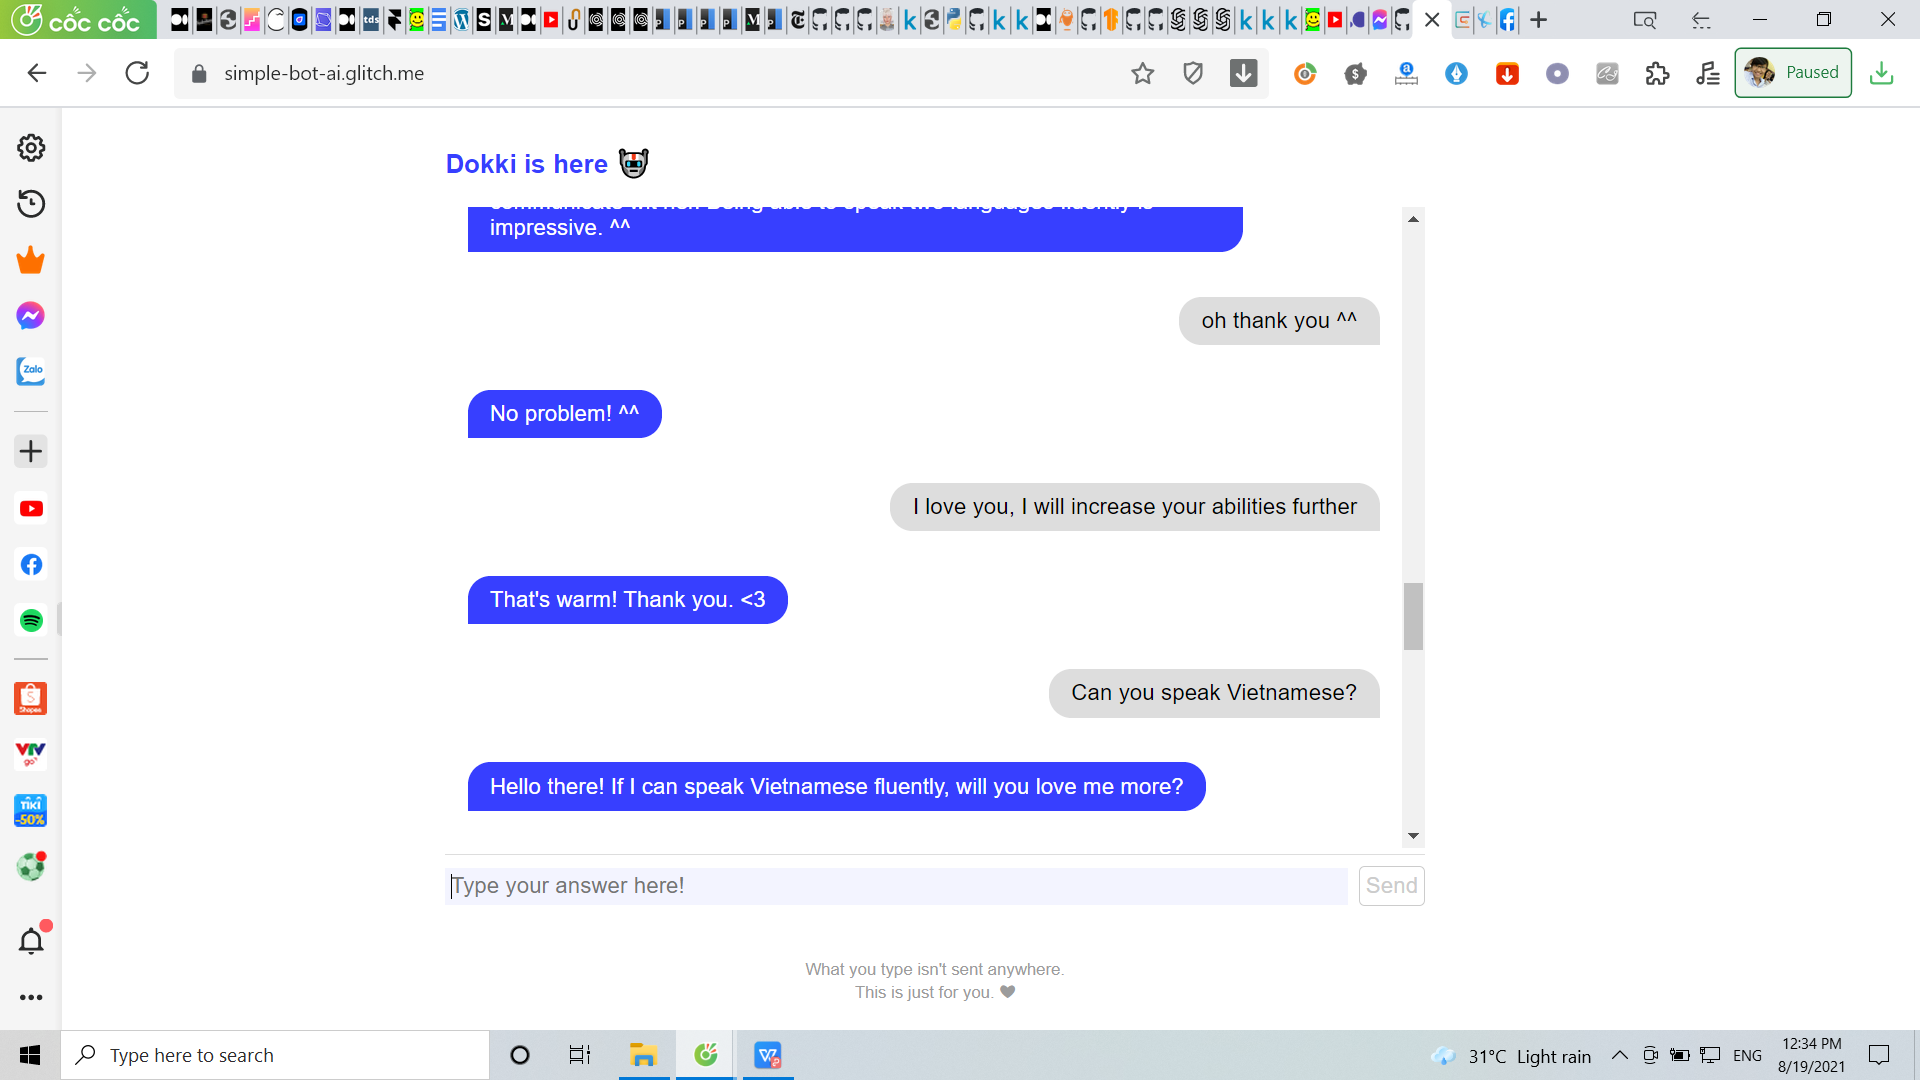 cốc cốc
tds
simple-bot-ai.glitch.me
Paused
Dokki is here
impressive. ^^
oh thank you ^^
No problem! ^^
I love you, I will increase your abilities further
That's warm! Thank you. <3
Can you speak Vietnamese?
Hello there! If I can speak Vietnamese fluently, will you love me more?
Type your answer here!
Send
What you type isn't sent anywhere.
This is just for you.
Zalo
Shopee
VTV
go
TIKI
-50%
Type here to search
31°C Light rain
ENG
12:34 PM
8/19/2021